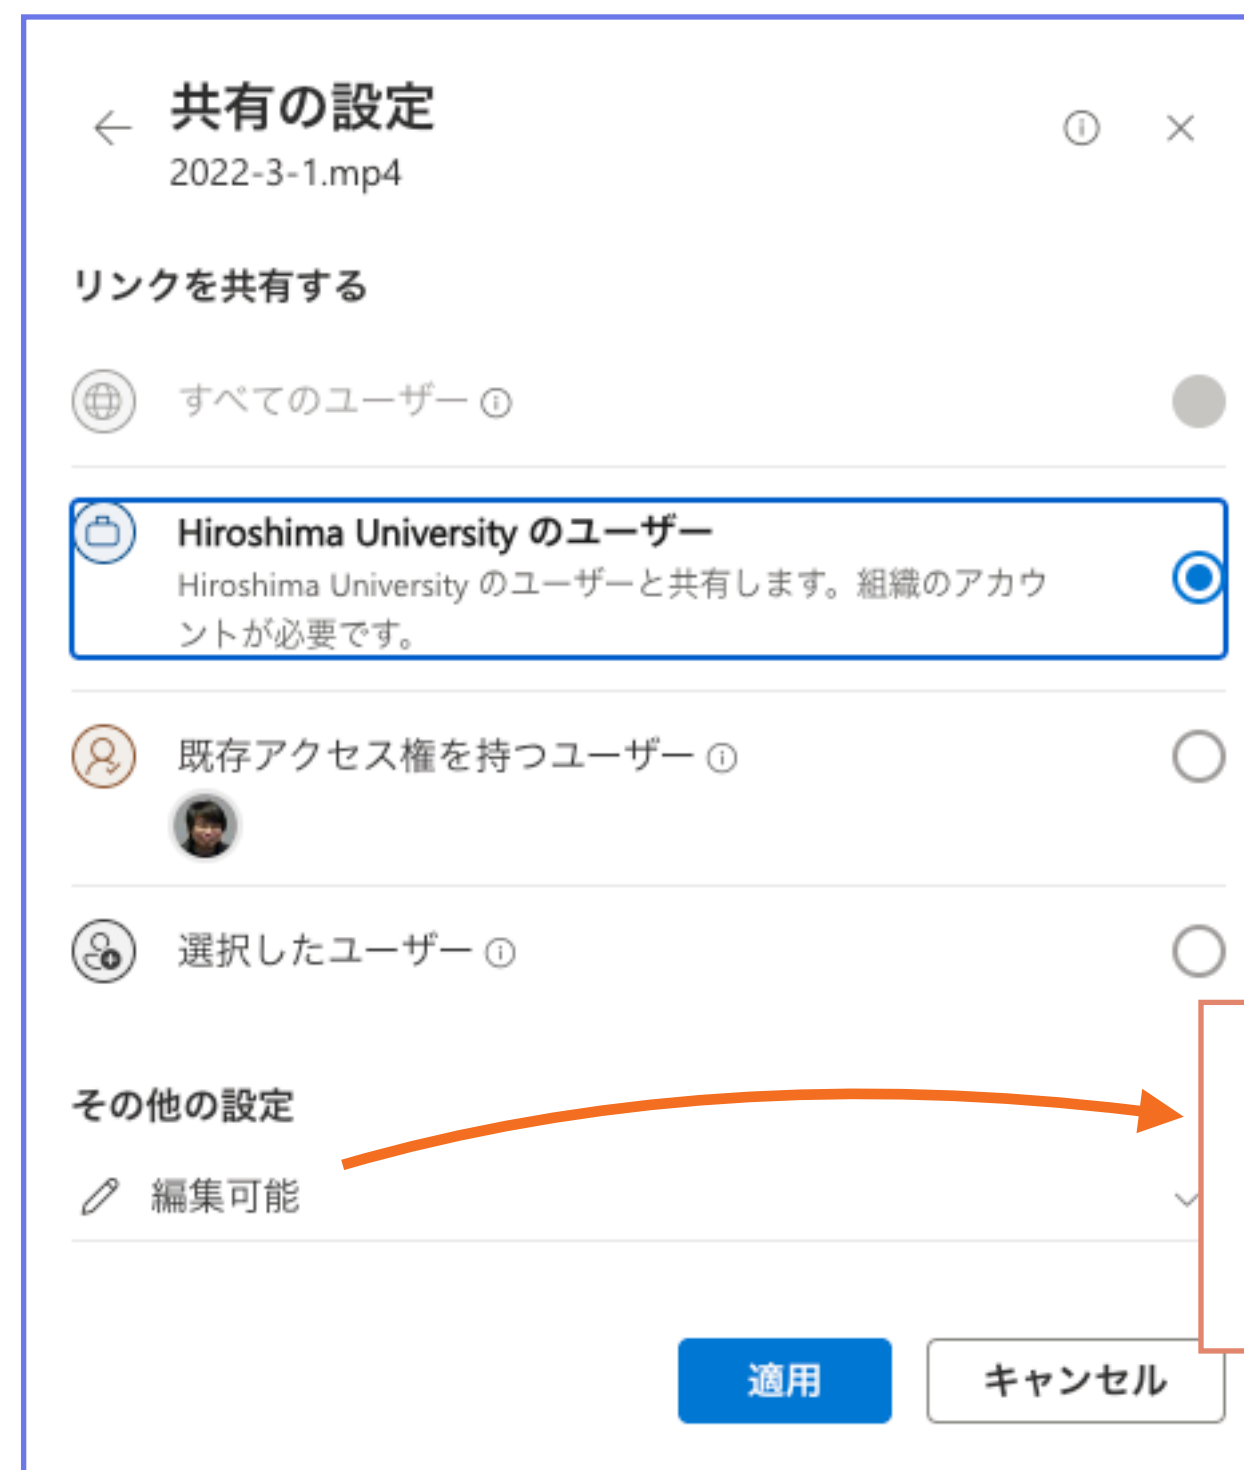 共有の設定
2022-3-1.mp4
リンクを共有する
すべてのユーザー
Hiroshima University のユーザー
Hiroshima University のユーザーと共有します。組織のアカウ
ントが必要です。
既存アクセス権を持つユーザー
選択したユーザー
その他の設定
編集可能
適用
キャンセル